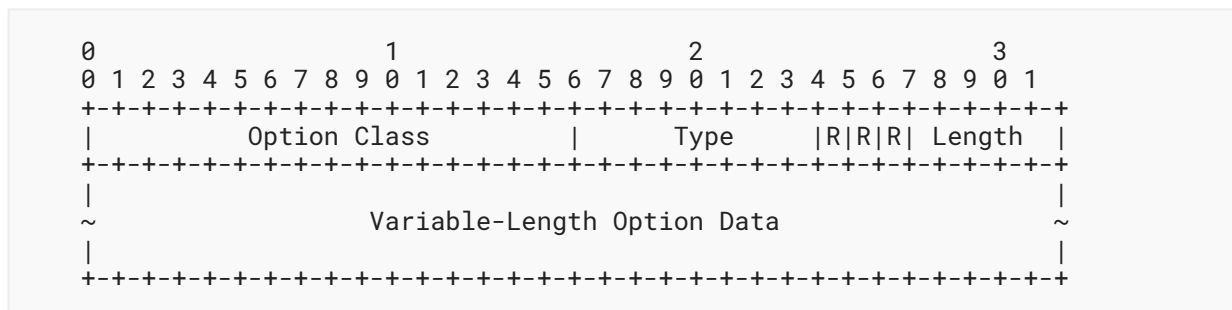 0                   1                   2                   3
0 1 2 3 4 5 6 7 8 9 0 1 2 3 4 5 6 7 8 9 0 1 2 3 4 5 6 7 8 9 0 1
+-+-+-+-+-+-+-+-+-+-+-+-+-+-+-+-+-+-+-+-+-+-+-+-+-+-+-+-+-+-+-+-+
|          Option Class         |      Type     |R|R|R| Length  |
+-+-+-+-+-+-+-+-+-+-+-+-+-+-+-+-+-+-+-+-+-+-+-+-+-+-+-+-+-+-+-+-+
|                                                               |
~                  Variable-Length Option Data                  ~
|                                                               |
+-+-+-+-+-+-+-+-+-+-+-+-+-+-+-+-+-+-+-+-+-+-+-+-+-+-+-+-+-+-+-+-+